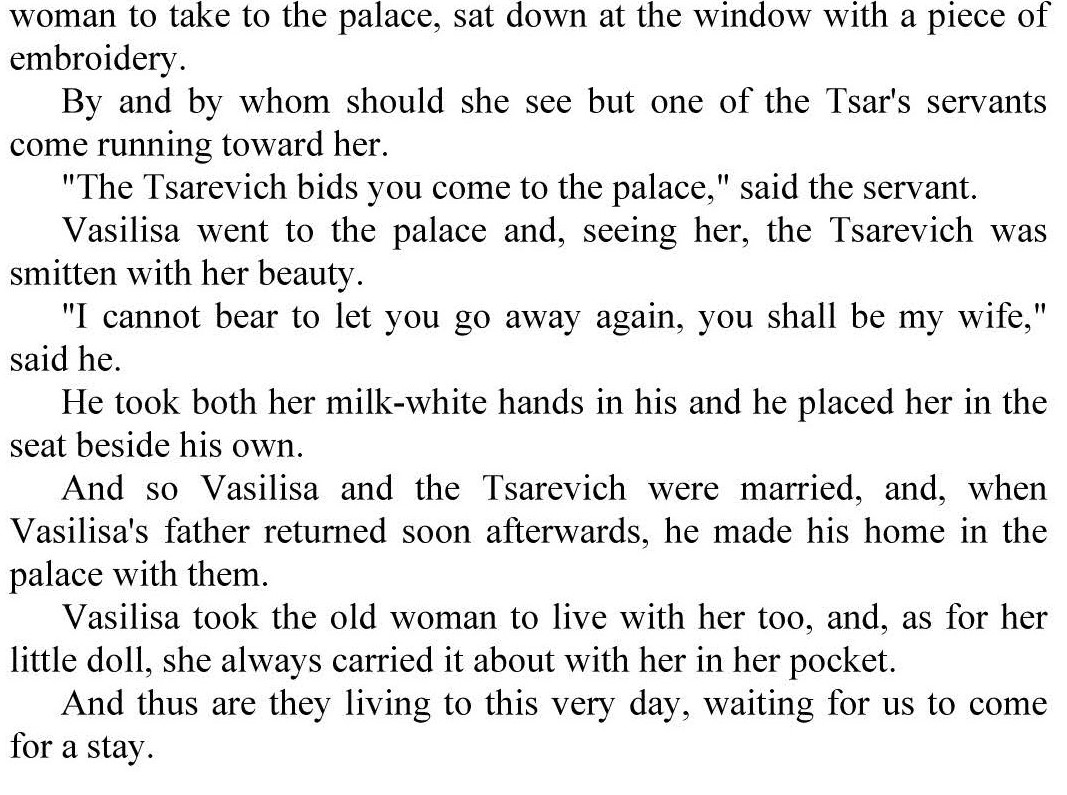 woman to take to the palace, sat down at the window with a piece of
embroidery.
By and by whom should she see but one of the Tsar's servants
come running toward her.
"The Tsarevich bids you come to the palace," said the servant.
Vasilisa went to the palace and, seeing her, the Tsarevich was
smitten with her beauty.
"I cannot bear to let you go away again, you shall be my wife,"
said he.
He took both her milk-white hands in his and he placed her in the
seat beside his own.
And so Vasilisa and the Tsarevich were married, and, when
Vasilisa's father returned soon afterwards, he made his home in the
palace with them.
Vasilisa took the old woman to live with her too, and, as for her
little doll, she always carried it about with her in her pocket.
And thus are they living to this very day, waiting for us to come
for a stay.